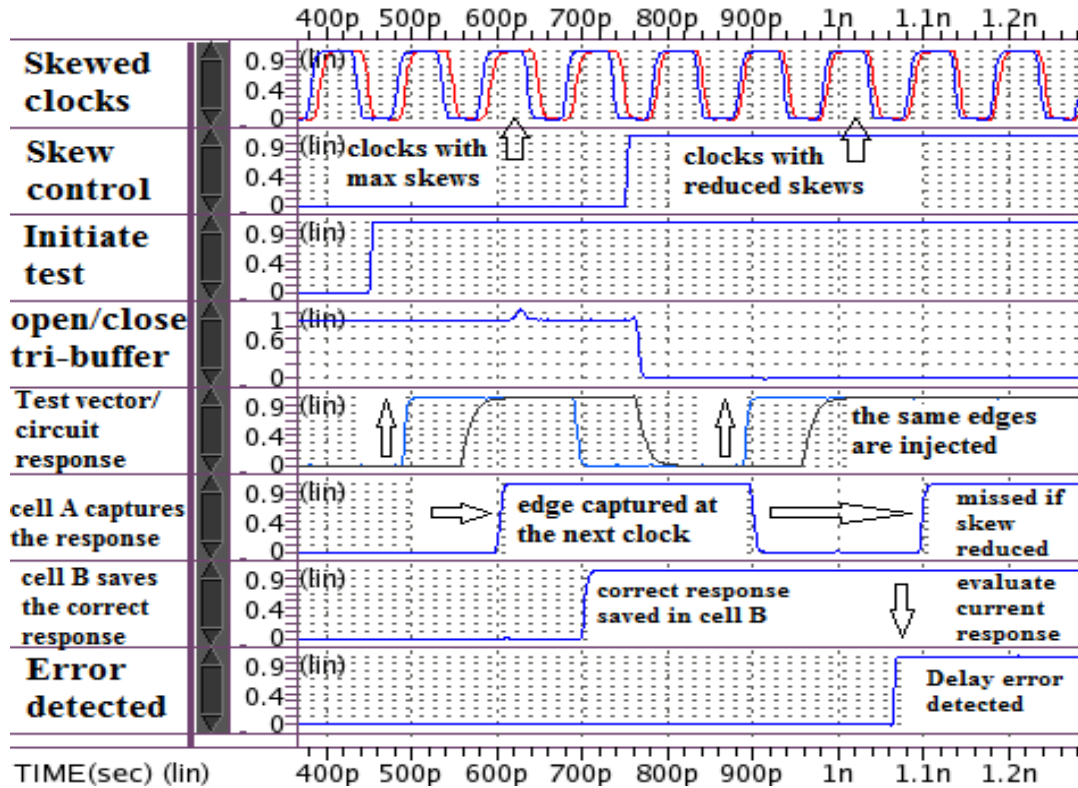 400p 500p 600p 700p 800p 900p 1n 1.1n 1.2n
Skewed
clocks
0.9 (lin)
0.4
0
Skew
control
0.9 (lin)
0.4
0
clocks with
max skews
clocks with
reduced skews
Initiate
test
0.9 (lin)
0.4
0
open/close
tri-buffer
1 (lin)
0.6
0
Test vector/
circuit
response
0.9 (lin)
0.4
0
the same edges
are injected
cell A captures
the response
0.9 (lin)
0.4
0
edge captured at
the next clock
missed if
skew
reduced
cell B saves
the correct
response
0.9 (lin)
0.4
0
correct response
saved in cell B
evaluate
current
response
Error
detected
0.9 (lin)
0.4
0
Delay error
detected
TIME(sec) (lin)
400p 500p 600p 700p 800p 900p 1n 1.1n 1.2n